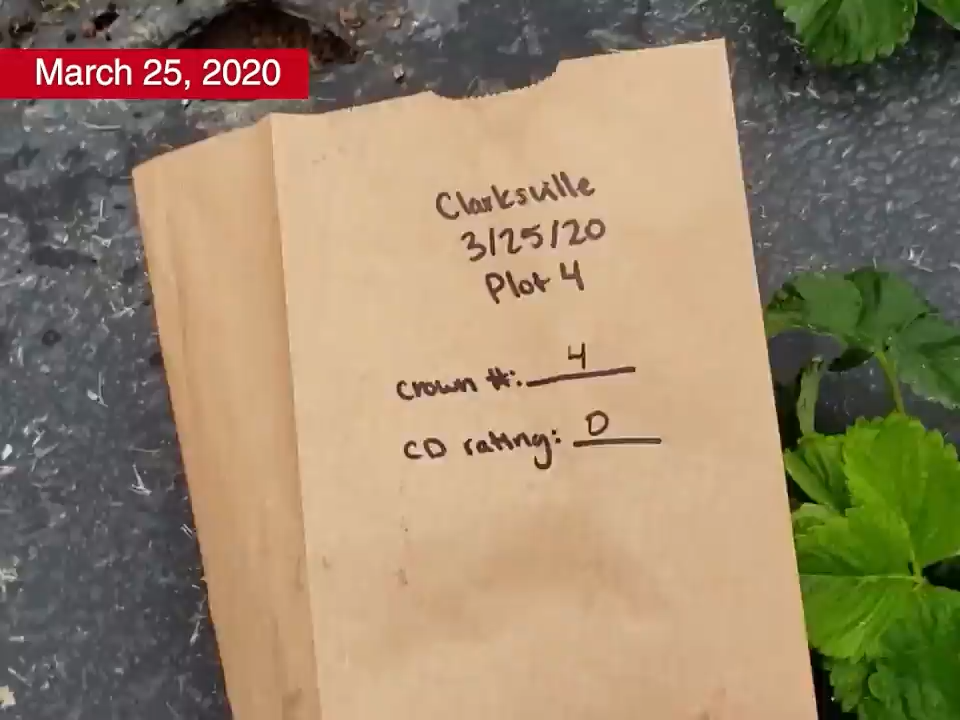 March 25, 2020
Clarksville
3/25/20
Plot 4
Crown #: 4
CD rating: 0